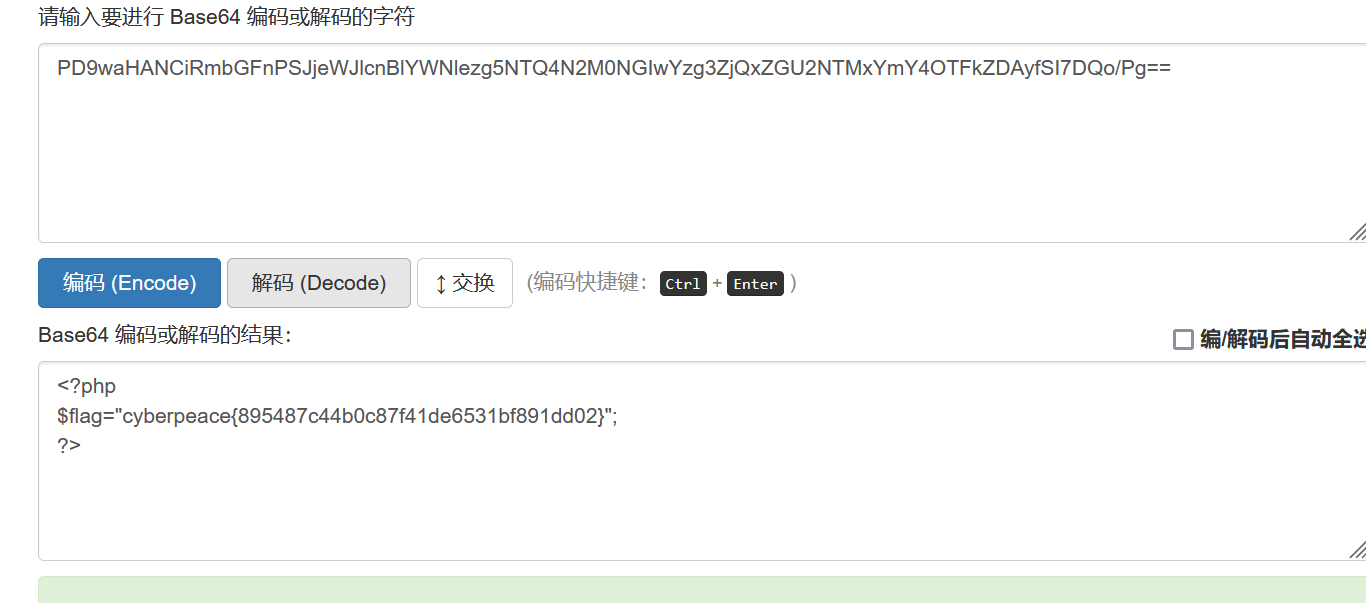 请输入要进行 Base64 编码或解码的字符
PD9waHANCiRmbGFnPSJjeWJlcnBlYWNlezg5NTQ4N2M0NGIwYzg3ZjQxZGU2NTMxYmY4OTFkZDAyfSI7DQo/Pg==
编码 (Encode) 解码 (Decode) ↕ 交换 (编码快捷键： Ctrl + Enter )
Base64 编码或解码的结果：
编/解码后自动全选
<?php
$flag="cyberpeace{895487c44b0c87f41de6531bf891dd02}";
?>